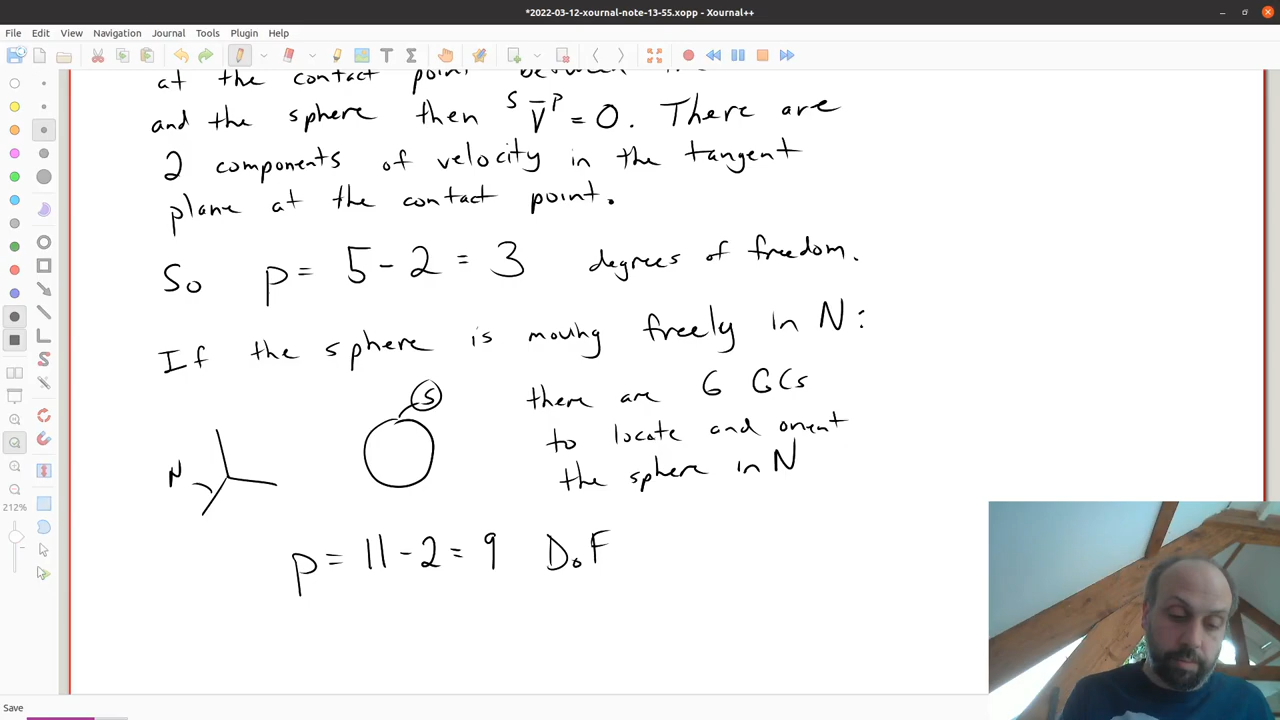 *2022-03-12-xournal-note-13-55.xopp - Xournal++
File Edit View Navigation Journal Tools Plugin Help
at the contact point between
and the sphere then S V̄ P = 0. There are
2 components of velocity in the tangent
plane at the contact point.
So p = 5 - 2 = 3 degrees of freedom.
If the sphere is moving freely in N:
S there are 6 GCs
to locate and orient
N the sphere in N
p = 11 - 2 = 9 DoF
212%
Save